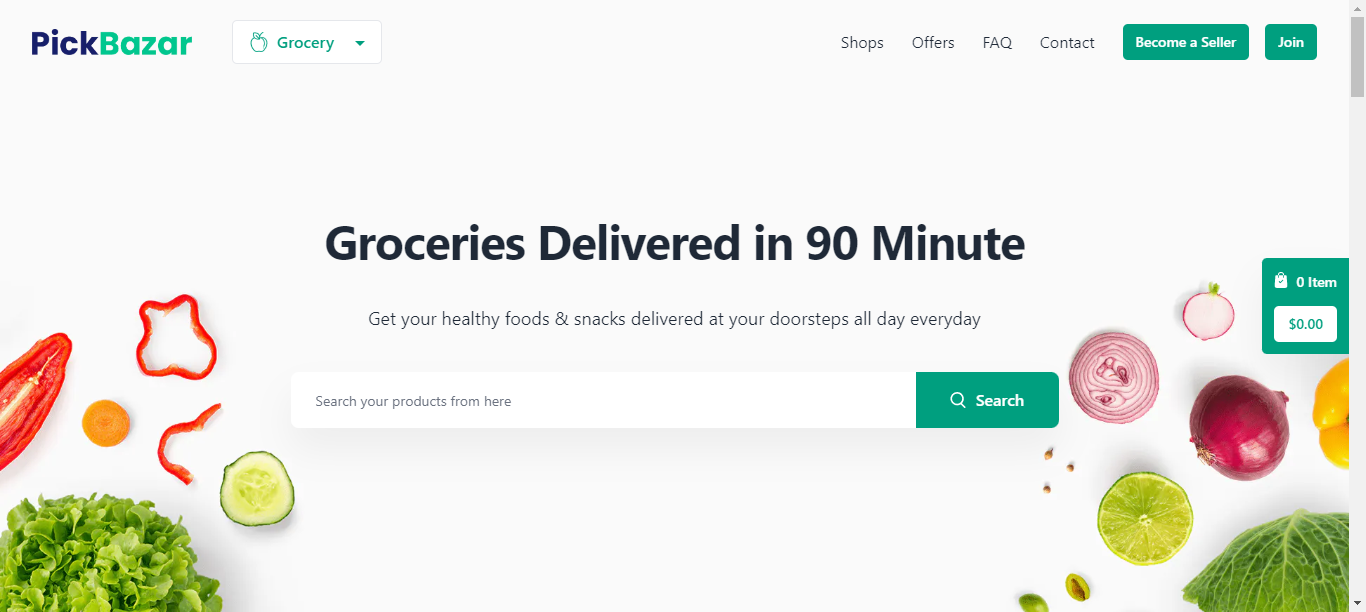 PickBazar
Grocery
Shops
Offers
FAQ
Contact
Become a Seller
Join
Groceries Delivered in 90 Minute
0 Item
$0.00
Get your healthy foods & snacks delivered at your doorsteps all day everyday
Search your products from here
Search